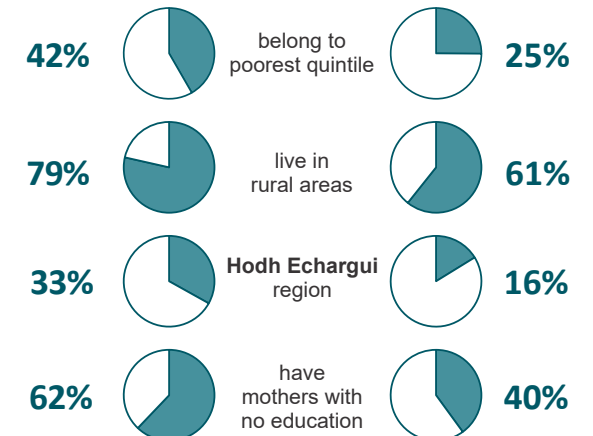 42%
belong to
poorest quintile
25%
79%
live in
rural areas
61%
33%
Hodh Echargui
region
16%
62%
have
mothers with
no education
40%